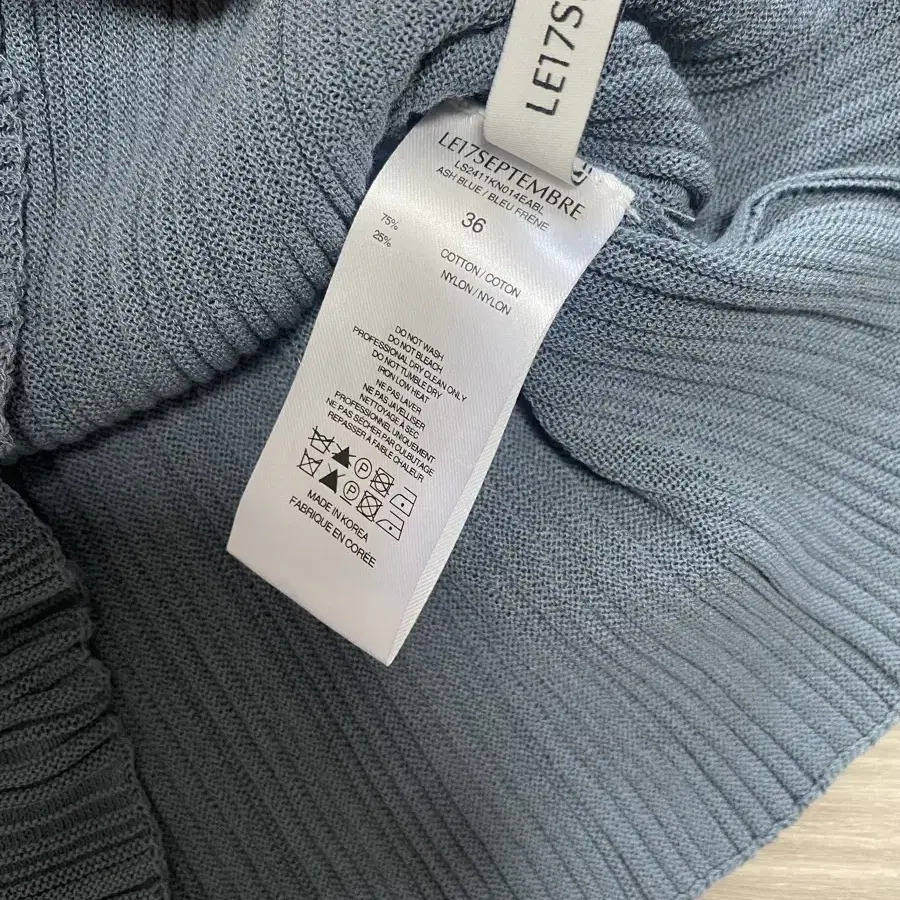 LE17S
LE17SEPTEMBRE
LS2411KN014EABL
ASH BLUE / BLEU FRENE
36
75% COTTON / COTON
25% NYLON / NYLON
DO NOT WASH
DO NOT BLEACH
PROFESSIONAL DRY CLEAN ONLY
DO NOT TUMBLE DRY
IRON LOW HEAT
NE PAS LAVER
NE PAS JAVELLISER
NETTOYAGE À SEC
PROFESSIONNEL UNIQUEMENT
NE PAS SÉCHER PAR CULBUTAGE
REPASSER À FAIBLE CHALEUR
P
P
MADE IN KOREA
FABRIQUE EN CORÉE